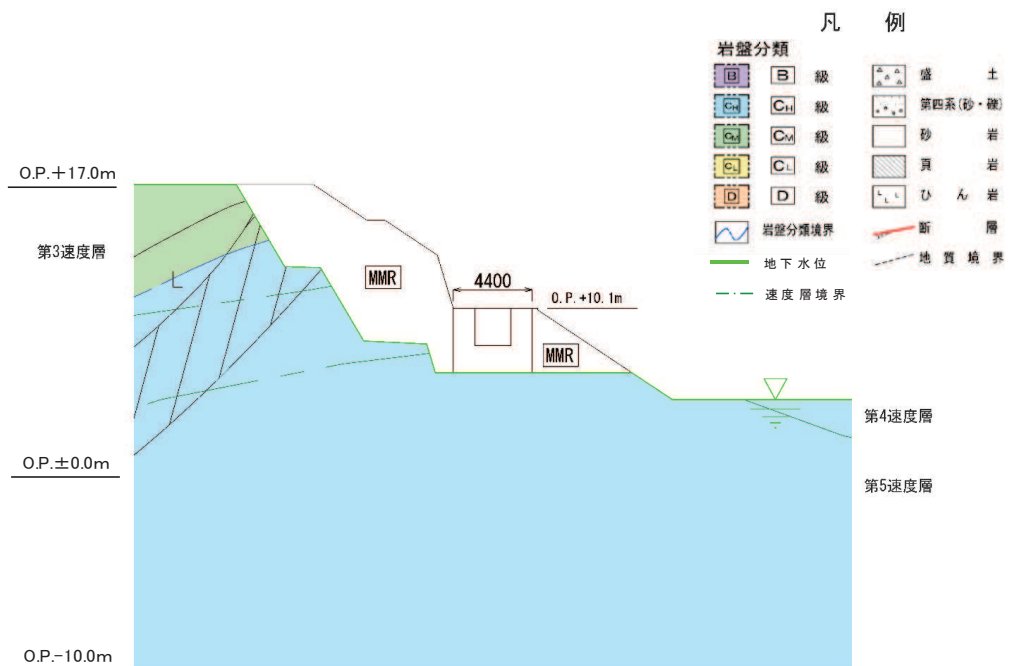 凡 例
岩盤分類
B B 級
CH CH 級
CM CM 級
CL CL 級
D D 級
岩盤分類境界
地下水位
速度層境界
盛 土
第四系(砂・礫)
砂 岩
頁 岩
ひ ん 岩
断 層
地 質 境 界
O.P.+17.0m
第3速度層
L
MMR
4400
O.P.+10.1m
MMR
第4速度層
O.P.±0.0m
第5速度層
O.P.-10.0m